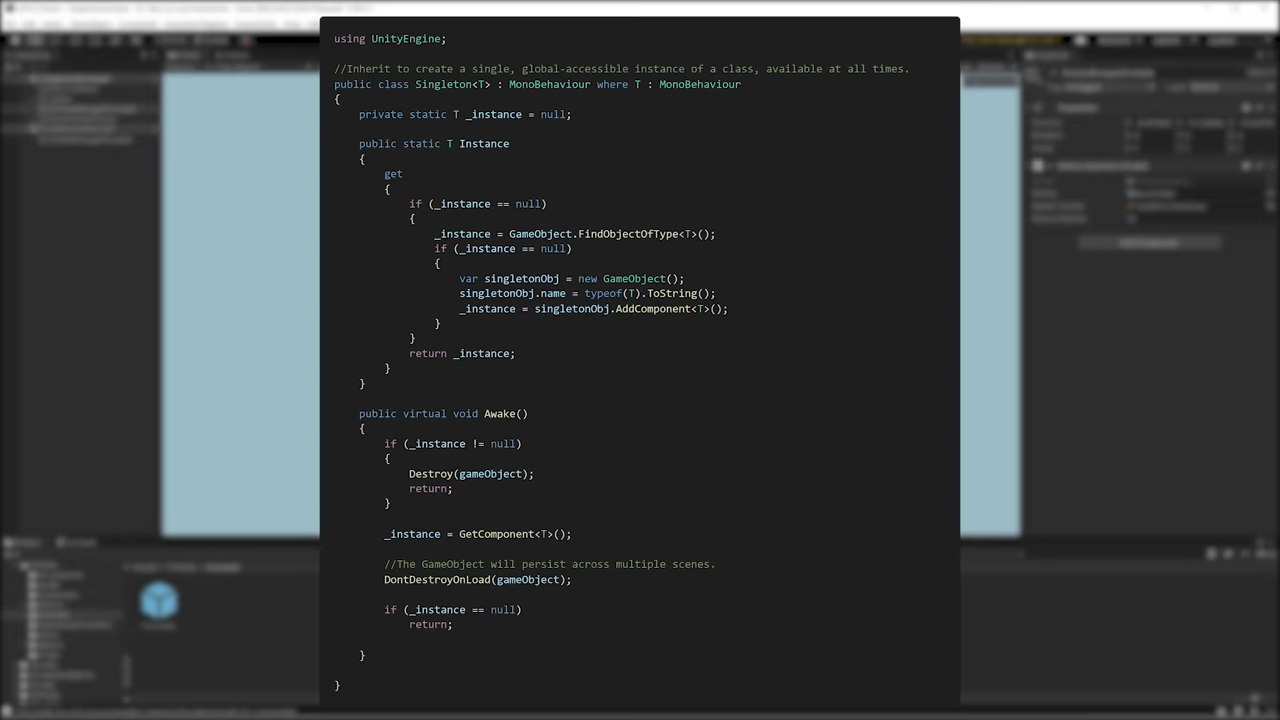 using UnityEngine;
//Inherit to create a single, global-accessible instance of a class, available at all times.
public class Singleton<T> : MonoBehaviour where T : MonoBehaviour
{
private static T _instance = null;
public static T Instance
{
get
{
if (_instance == null)
{
_instance = GameObject.FindObjectOfType<T>();
if (_instance == null)
{
var singletonObj = new GameObject();
singletonObj.name = typeof(T).ToString();
_instance = singletonObj.AddComponent<T>();
}
}
return _instance;
}
}
public virtual void Awake()
{
if (_instance != null)
{
Destroy(gameObject);
return;
}
_instance = GetComponent<T>();
//The GameObject will persist across multiple scenes.
DontDestroyOnLoad(gameObject);
if (_instance == null)
return;
}
}